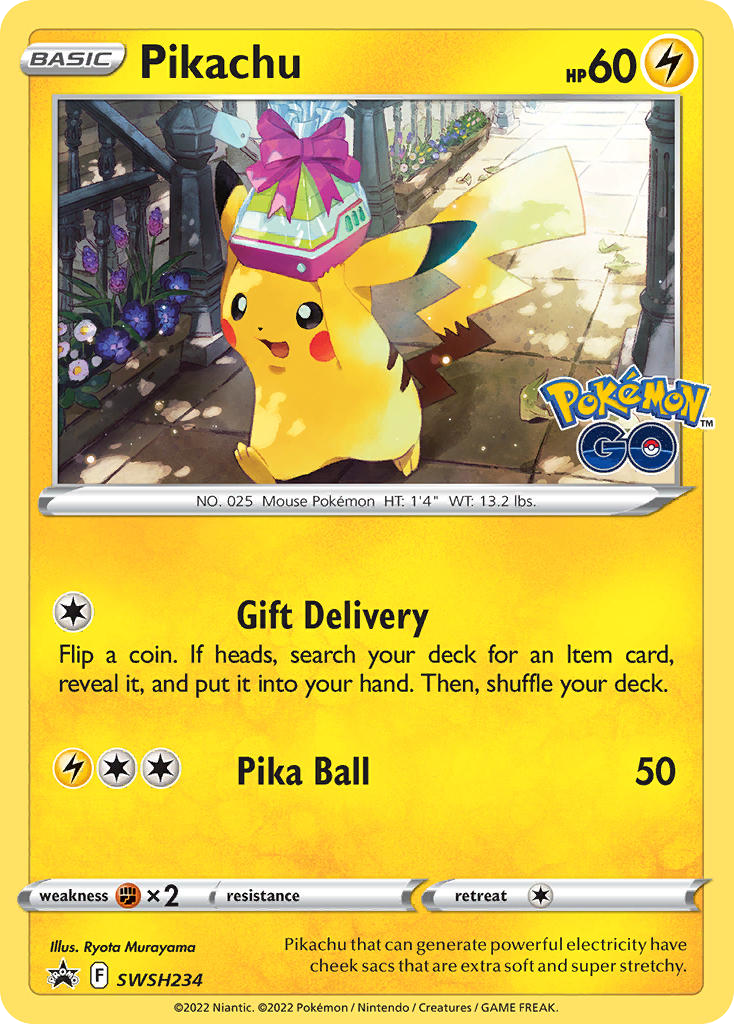 BASIC Pikachu HP60
POKéMON™
GO
NO. 025 Mouse Pokémon HT: 1'4" WT: 13.2 lbs.
Gift Delivery
Flip a coin. If heads, search your deck for an Item card,
reveal it, and put it into your hand. Then, shuffle your deck.
Pika Ball 50
weakness ×2 resistance retreat
Illus. Ryota Murayama
Pikachu that can generate powerful electricity have
cheek sacs that are extra soft and super stretchy.
PROMO F SWSH234
©2022 Niantic. ©2022 Pokémon / Nintendo / Creatures / GAME FREAK.